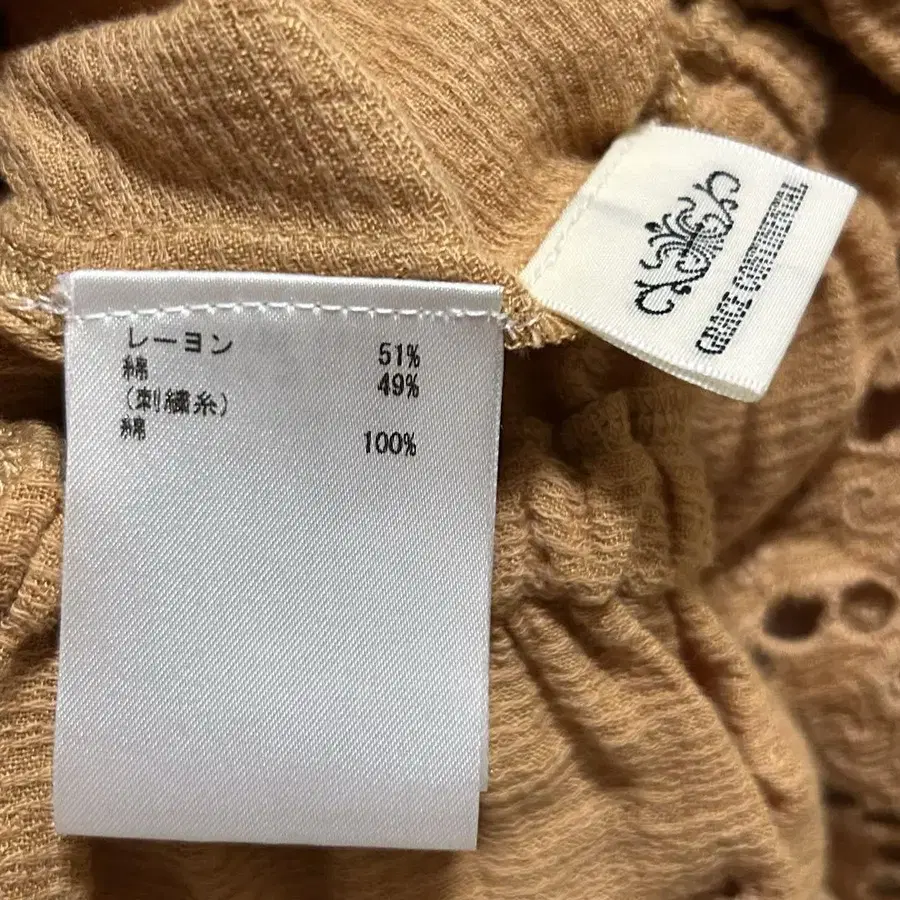 レーヨン 51%
綿 49%
(刺繍糸)
綿 100%
GRACE CONTINENTAL